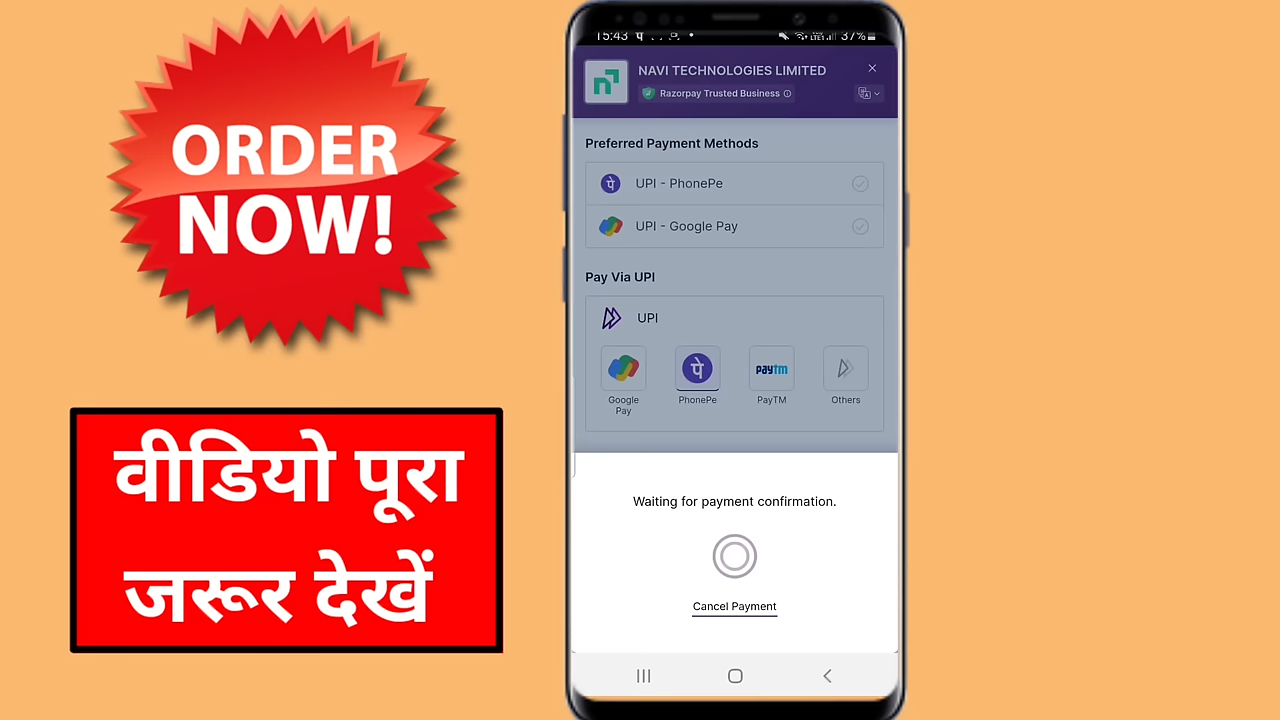 ORDER
NOW!
वीडियो पूरा
जरूर देखें
15:43
37%
NAVI TECHNOLOGIES LIMITED
Razorpay Trusted Business
Preferred Payment Methods
UPI - PhonePe
UPI - Google Pay
Pay Via UPI
UPI
paytm
Google
Pay
PhonePe
PayTM
Others
Waiting for payment confirmation.
Cancel Payment